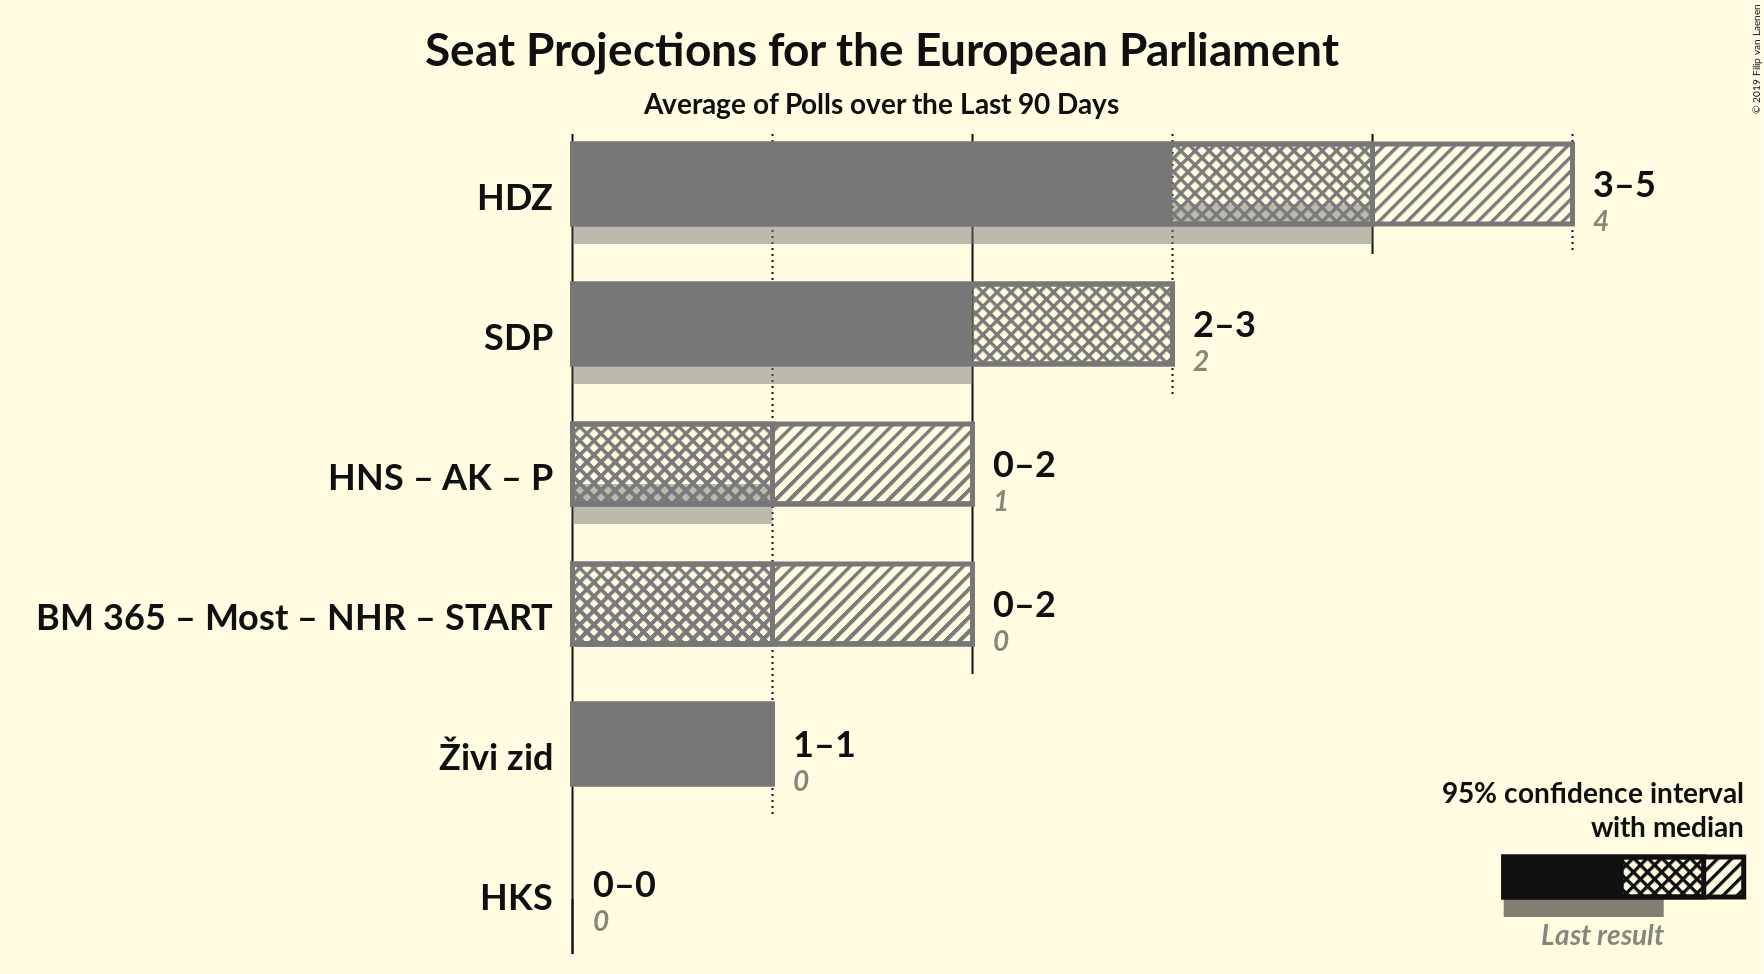 Seat Projections for the European Parliament
Average of Polls over the Last 90 Days
© 2019 Filip van Laenen
HDZ
3–5
4
SDP
2–3
2
HNS – AK – P
0–2
1
BM 365 – Most – NHR – START
0–2
0
Živi zid
1–1
0
HKS
0–0
0
95% confidence interval
with median
Last result